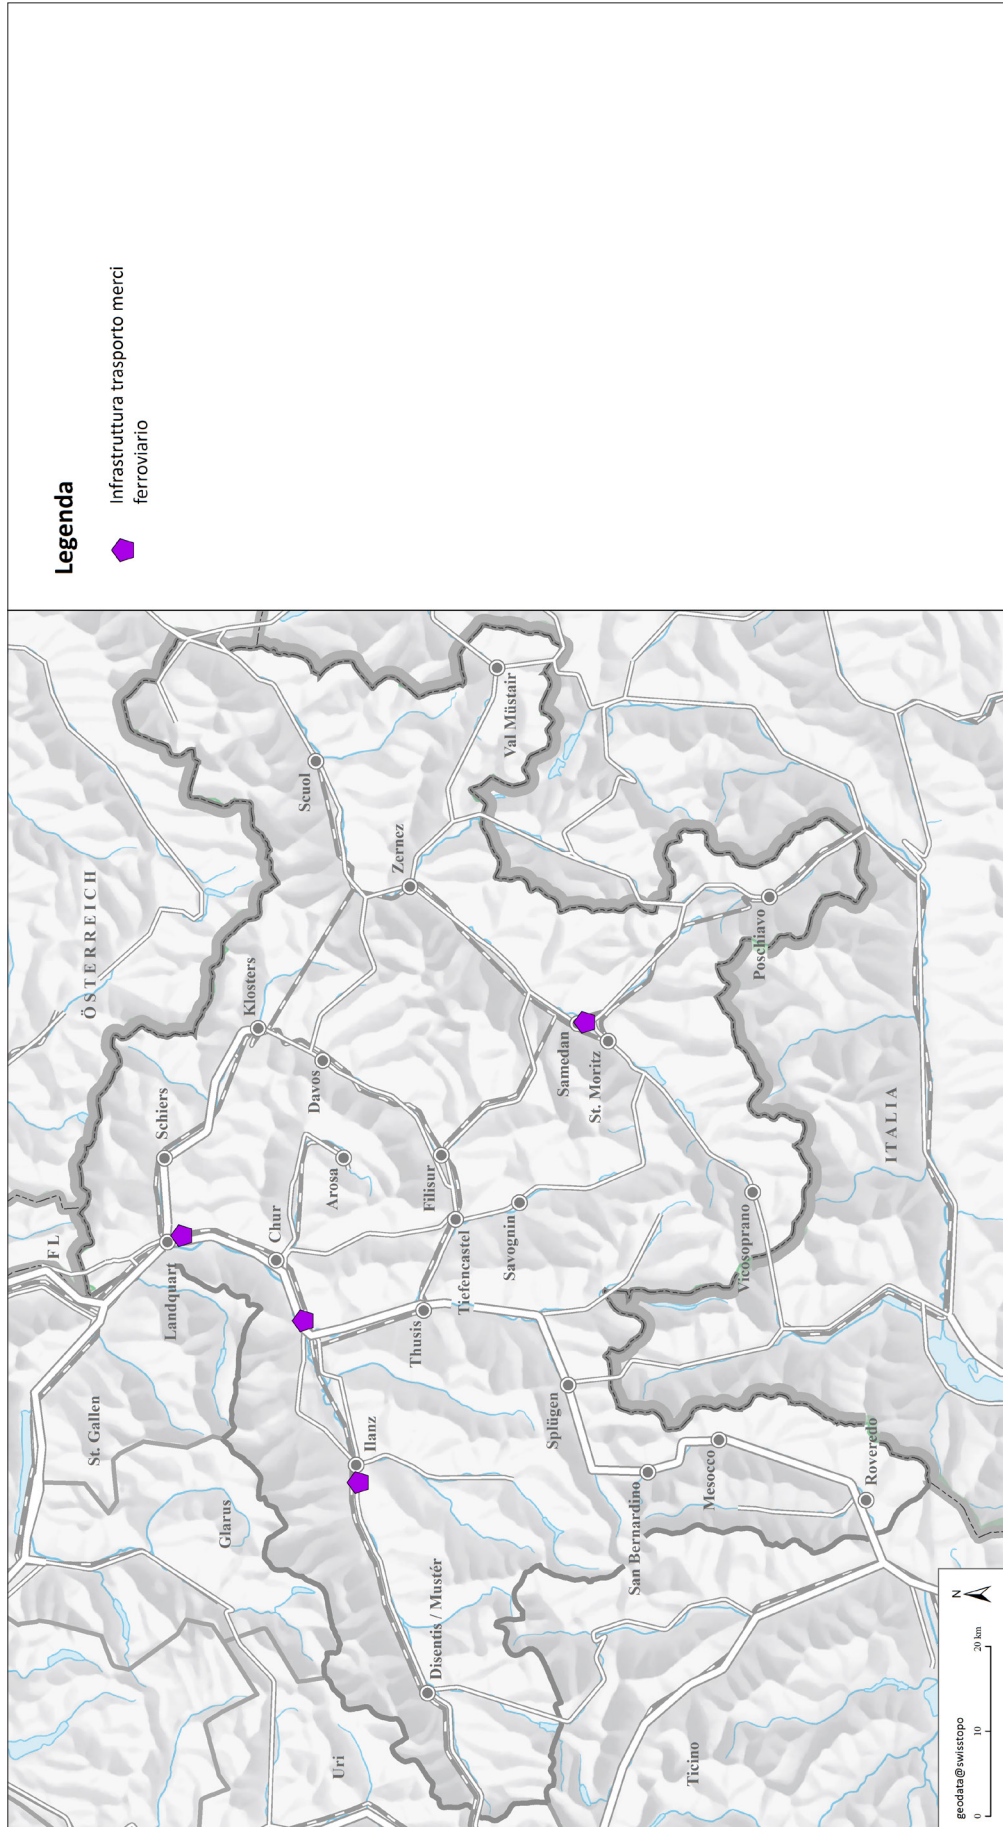 Legenda
Infrastruttura trasporto merci
ferroviario
ÖSTERREICH
FL
St. Gallen
Glarus
Uri
Ticino
ITALIA
Landquart
Schiers
Klosters
Davos
Chur
Arosa
Scuol
Zernez
Val Müstair
Ilanz
Disentis / Mustér
Thusis
Tiefencastel
Filisur
Savognin
Samedan
St. Moritz
Splügen
San Bernardino
Mesocco
Roveredo
Vicosoprano
Poschiavo
geodata@swisstopo
N
0 10 20 km